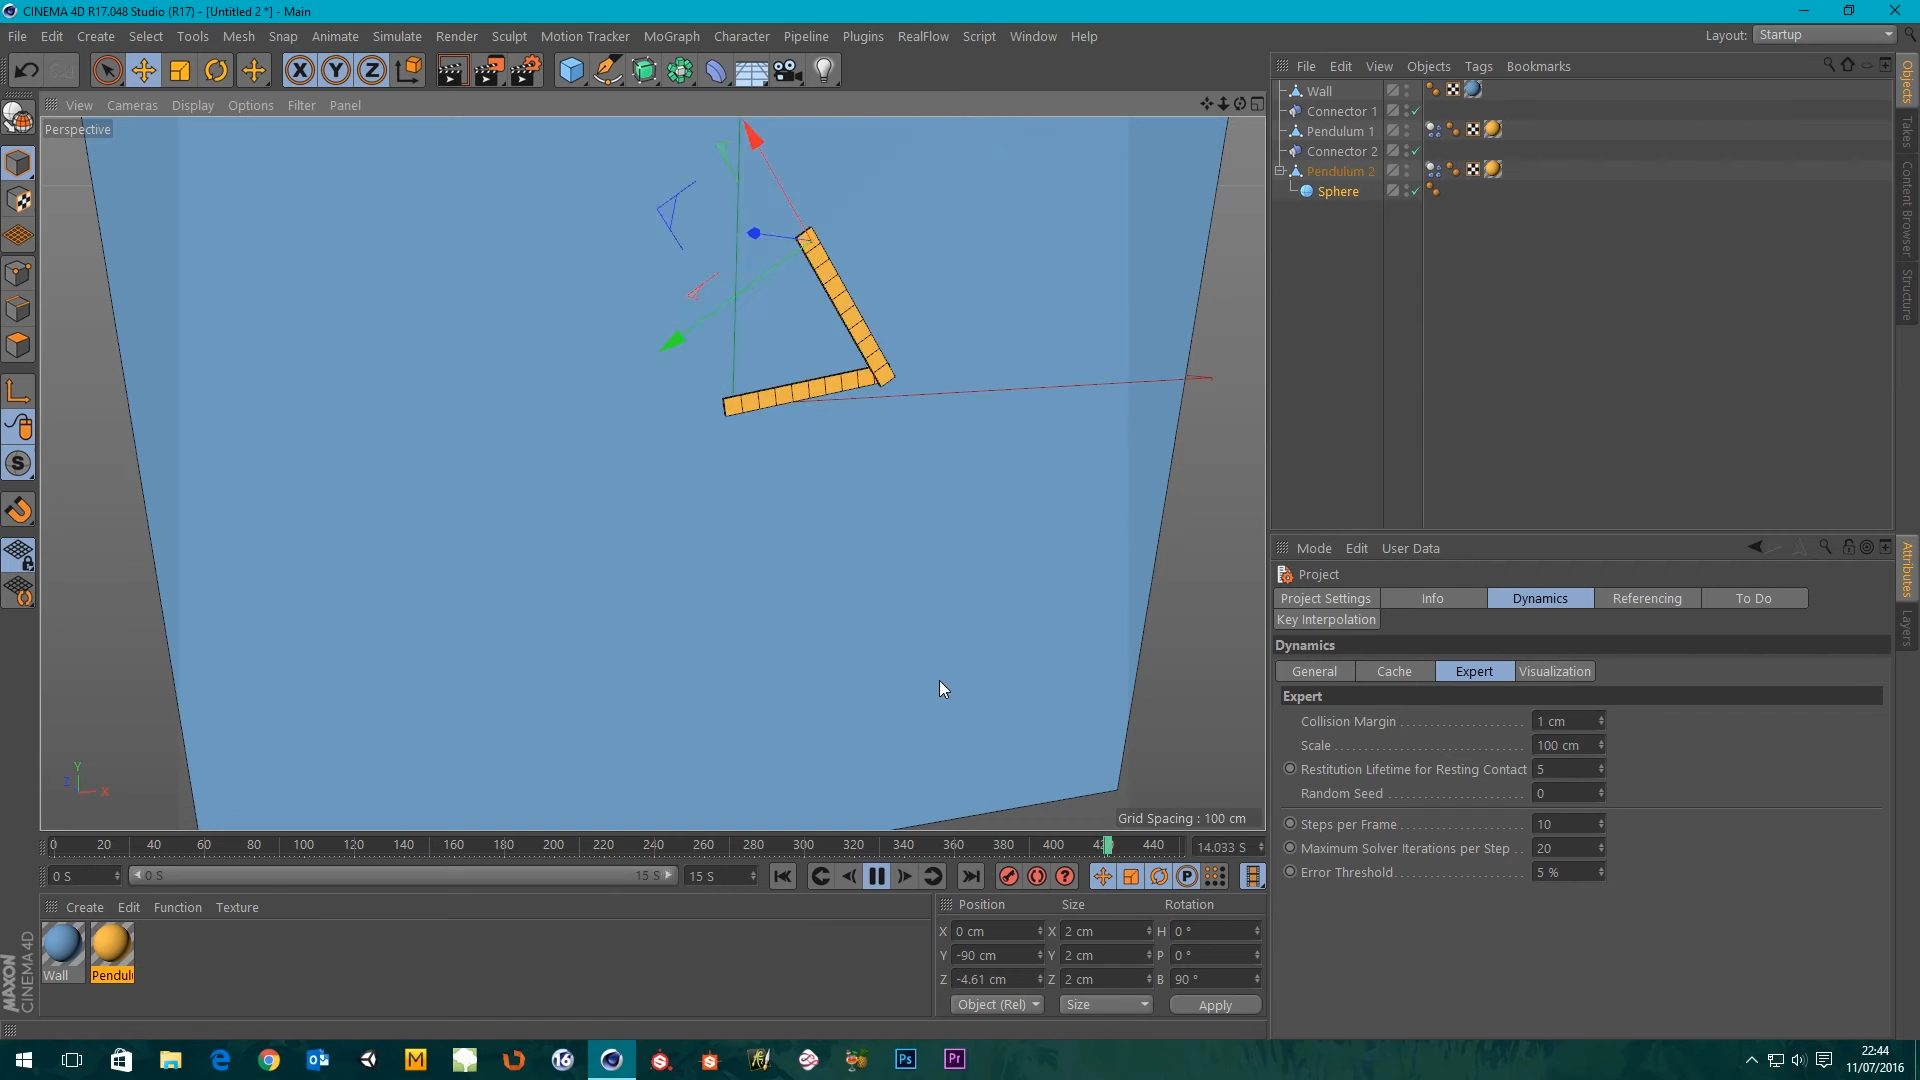 CINEMA 4D R17.048 Studio (R17) - [Untitled 2 *] - Main
File Edit Create Select Tools Mesh Snap Animate Simulate Render Sculpt Motion Tracker MoGraph Character Pipeline Plugins RealFlow Script Window Help
Layout: Startup
View Cameras Display Options Filter Panel
Perspective
File Edit View Objects Tags Bookmarks
Wall
Connector 1
Pendulum 1
Connector 2
Pendulum 2
Sphere
Objects
Takes
Content Browser
Structure
Mode Edit User Data
Project
Project Settings Info Dynamics Referencing To Do
Key Interpolation
Dynamics
General Cache Expert Visualization
Expert
Collision Margin 1 cm
Scale 100 cm
Restitution Lifetime for Resting Contact 5
Random Seed 0
Steps per Frame 10
Maximum Solver Iterations per Step 20
Error Threshold 5 %
Attributes
Layers
Y
Z
X
Grid Spacing : 100 cm
0 20 40 60 80 100 120 140 160 180 200 220 240 260 280 300 320 340 360 380 400 42 440 14.033 S
0 S 0 S 15 S 15 S
Create Edit Function Texture
Wall
Pendulu
MAXON
CINEMA 4D
Position Size Rotation
X 0 cm X 2 cm H 0 °
Y -90 cm Y 2 cm P 0 °
Z -4.61 cm Z 2 cm B 90 °
Object (Rel) Size Apply
16
Ps
Pr
22:44
11/07/2016